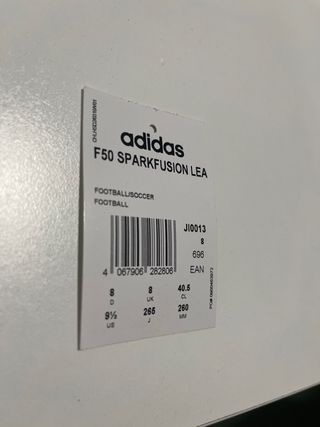 adidas
F50 SPARKFUSION LEA
FOOTBALL/SOCCER
FOOTBALL
JI0013
8
696
EAN
4 067906 282806
8 8 40.5
D UK CL
9½ 265 260
US J MM